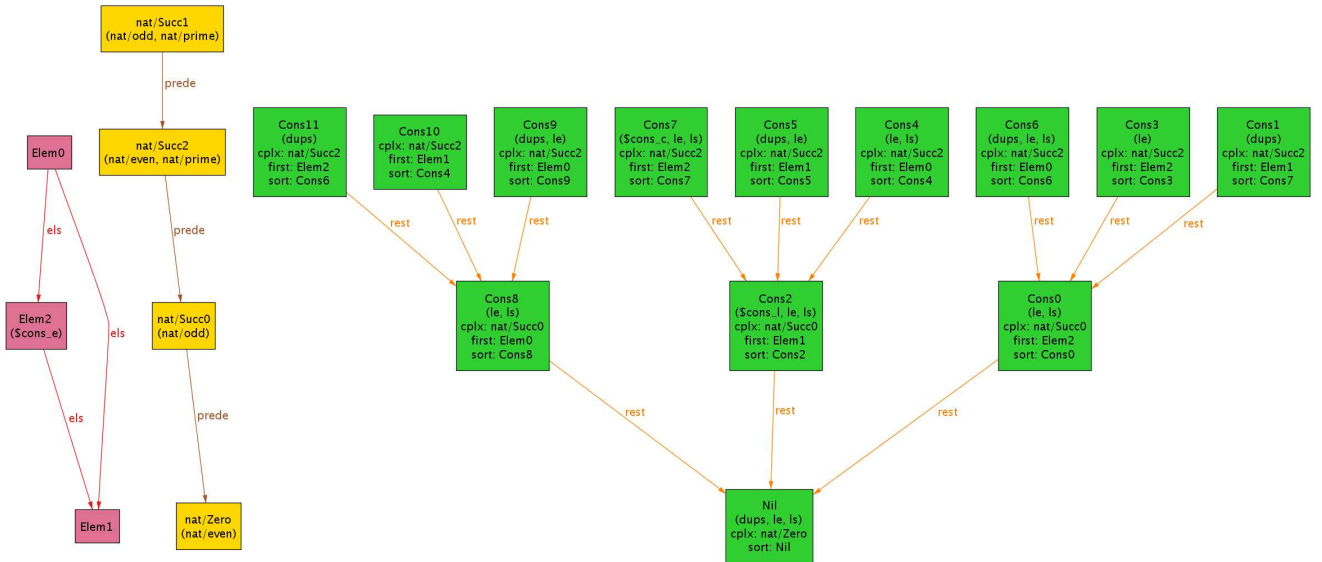 nat/Succ1
(nat/odd, nat/prime)
prede
nat/Succ2
(nat/even, nat/prime)
prede
nat/Succ0
(nat/odd)
prede
nat/Zero
(nat/even)
Elem0
els
els
Elem2
($cons_e)
els
Elem1
Cons11
(dups)
cplx: nat/Succ2
first: Elem2
sort: Cons6
Cons10
cplx: nat/Succ2
first: Elem1
sort: Cons4
Cons9
(dups, le)
cplx: nat/Succ2
first: Elem0
sort: Cons9
Cons7
($cons_c, le, ls)
cplx: nat/Succ2
first: Elem2
sort: Cons7
Cons5
(dups, le)
cplx: nat/Succ2
first: Elem1
sort: Cons5
Cons4
(le, ls)
cplx: nat/Succ2
first: Elem0
sort: Cons4
Cons6
(dups, le, ls)
cplx: nat/Succ2
first: Elem0
sort: Cons6
Cons3
(le)
cplx: nat/Succ2
first: Elem2
sort: Cons3
Cons1
(dups)
cplx: nat/Succ2
first: Elem1
sort: Cons7
rest
rest
rest
rest
rest
rest
rest
rest
rest
Cons8
(le, ls)
cplx: nat/Succ0
first: Elem0
sort: Cons8
Cons2
($cons_l, le, ls)
cplx: nat/Succ0
first: Elem1
sort: Cons2
Cons0
(le, ls)
cplx: nat/Succ0
first: Elem2
sort: Cons0
rest
rest
rest
Nil
(dups, le, ls)
cplx: nat/Zero
sort: Nil